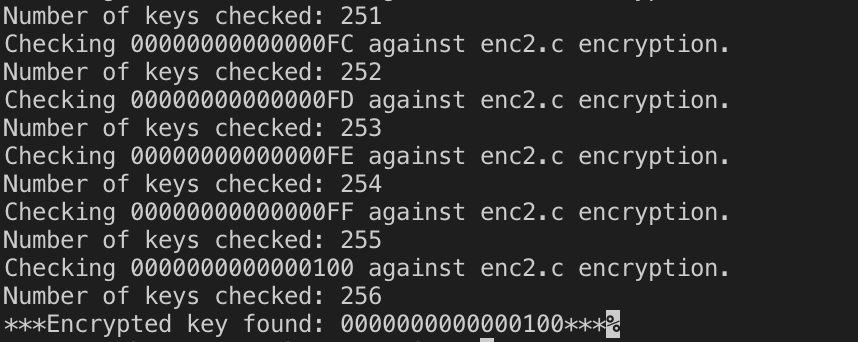 Number of keys checked: 251
Checking 00000000000000FC against enc2.c encryption.
Number of keys checked: 252
Checking 00000000000000FD against enc2.c encryption.
Number of keys checked: 253
Checking 00000000000000FE against enc2.c encryption.
Number of keys checked: 254
Checking 00000000000000FF against enc2.c encryption.
Number of keys checked: 255
Checking 0000000000000100 against enc2.c encryption.
Number of keys checked: 256
***Encrypted key found: 0000000000000100***%